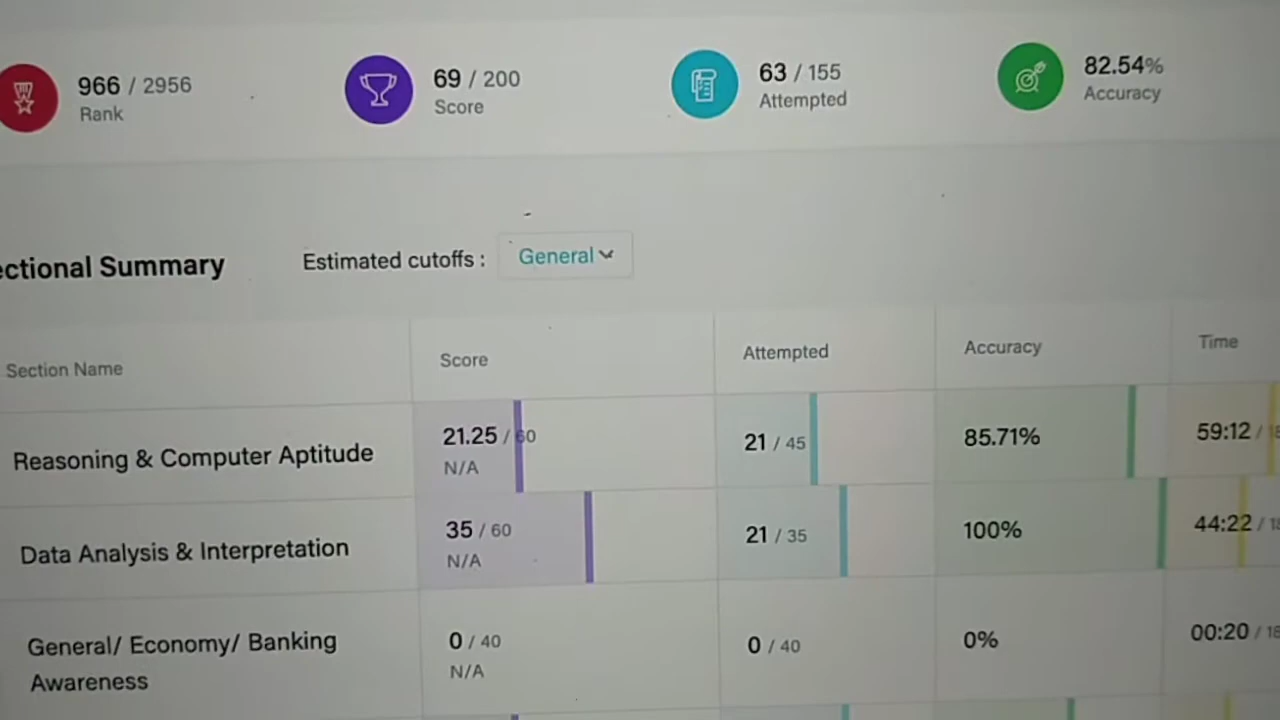 966 / 2956
Rank
69 / 200
Score
63 / 155
Attempted
82.54%
Accuracy
ectional Summary
Estimated cutoffs : General
Section Name Score Attempted Accuracy Time
Reasoning & Computer Aptitude 21.25 / 60 21 / 45 85.71% 59:12 /
N/A
Data Analysis & Interpretation 35 / 60 21 / 35 100% 44:22 /
N/A
General/ Economy/ Banking Awareness 0 / 40 0 / 40 0% 00:20 /
N/A